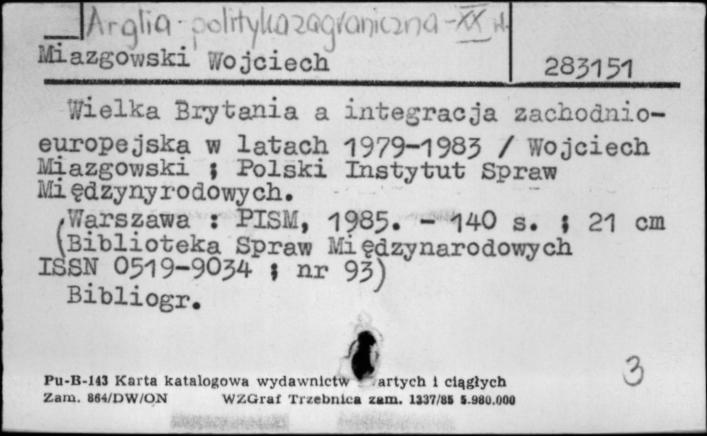 Anglia - polityka zagraniczna - XX w.
Miazgowski Wojciech
283151
Wielka Brytania a integracja zachodnio-
europejska w latach 1979-1983 / Wojciech
Miazgowski ; Polski Instytut Spraw
Międzynyrodowych.
Warszawa : PISM, 1985. - 140 s. ; 21 cm
(Biblioteka Spraw Międzynarodowych
ISSN 0519-9034 ; nr 93)
Bibliogr.
3
Pu-B-143 Karta katalogowa wydawnictw artych i ciągłych
Zam. 864/DW/ON WZGraf Trzebnica zam. 1337/85 5.980.000